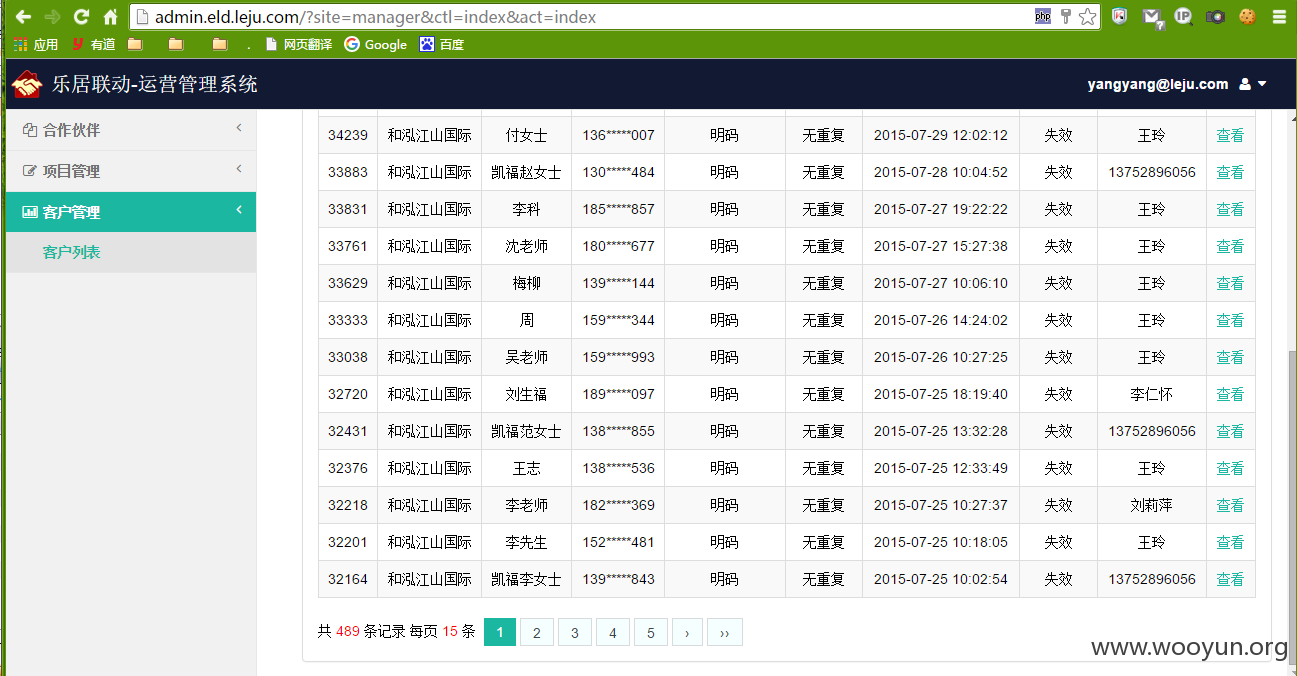 admin.eld.leju.com/?site=manager&ctl=index&act=index
应用 有道 . 网页翻译 Google 百度
乐居联动-运营管理系统 yangyang@leju.com
合作伙伴
项目管理
客户管理
客户列表
34239 和泓江山国际 付女士 136*****007 明码 无重复 2015-07-29 12:02:12 失效 王玲 查看
33883 和泓江山国际 凯福赵女士 130*****484 明码 无重复 2015-07-28 10:04:52 失效 13752896056 查看
33831 和泓江山国际 李科 185*****857 明码 无重复 2015-07-27 19:22:22 失效 王玲 查看
33761 和泓江山国际 沈老师 180*****677 明码 无重复 2015-07-27 15:27:38 失效 王玲 查看
33629 和泓江山国际 梅柳 139*****144 明码 无重复 2015-07-27 10:06:10 失效 王玲 查看
33333 和泓江山国际 周 159*****344 明码 无重复 2015-07-26 14:24:02 失效 王玲 查看
33038 和泓江山国际 吴老师 159*****993 明码 无重复 2015-07-26 10:27:25 失效 王玲 查看
32720 和泓江山国际 刘生福 189*****097 明码 无重复 2015-07-25 18:19:40 失效 李仁怀 查看
32431 和泓江山国际 凯福范女士 138*****855 明码 无重复 2015-07-25 13:32:28 失效 13752896056 查看
32376 和泓江山国际 王志 138*****536 明码 无重复 2015-07-25 12:33:49 失效 王玲 查看
32218 和泓江山国际 李老师 182*****369 明码 无重复 2015-07-25 10:27:37 失效 刘莉萍 查看
32201 和泓江山国际 李先生 152*****481 明码 无重复 2015-07-25 10:18:05 失效 王玲 查看
32164 和泓江山国际 凯福李女士 139*****843 明码 无重复 2015-07-25 10:02:54 失效 13752896056 查看
共 489 条记录 每页 15 条 1 2 3 4 5 › ››
www.wooyun.org